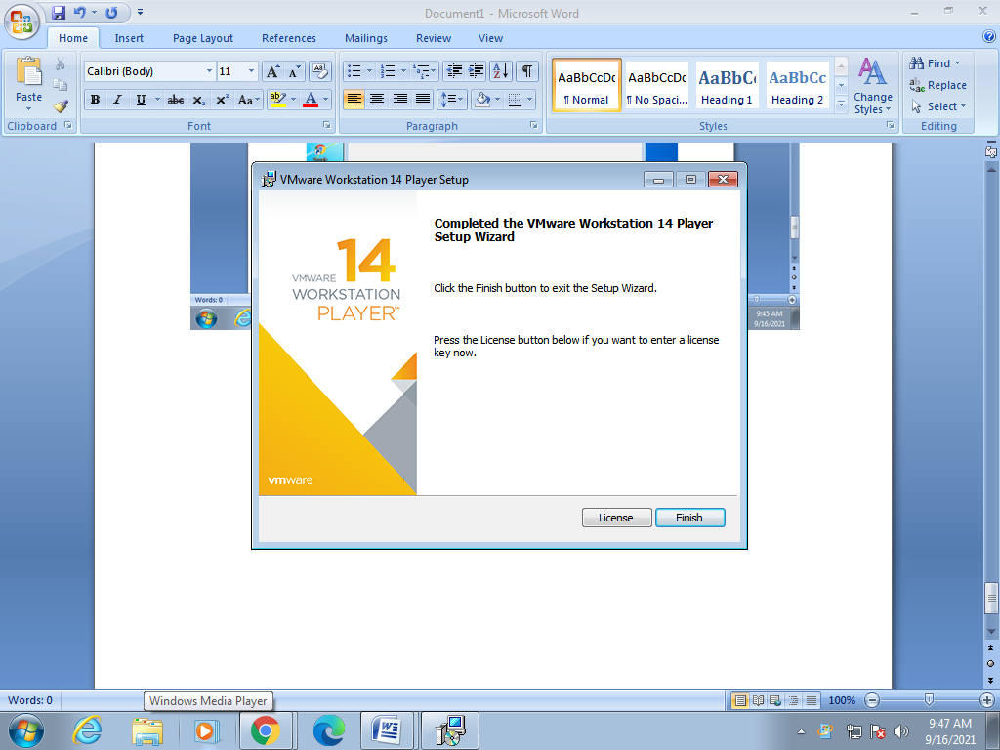 Document1 - Microsoft Word
Home Insert Page Layout References Mailings Review View
Paste
Clipboard
Calibri (Body) 11
B I U abc X₂ X² Aa
ab A
Font
Paragraph
AaBbCcDc AaBbCcDc AaBbCc AaBbCc
¶ Normal ¶ No Spaci... Heading 1 Heading 2
Change
Styles
Styles
Find
Replace
Select
Editing
VMware Workstation 14 Player Setup
14
VMWARE
WORKSTATION
PLAYER™
vmware
Completed the VMware Workstation 14 Player
Setup Wizard
Click the Finish button to exit the Setup Wizard.
Press the License button below if you want to enter a license
key now.
License Finish
Words: 0
9:45 AM
9/16/2021
Words: 0
Windows Media Player
100%
9:47 AM
9/16/2021